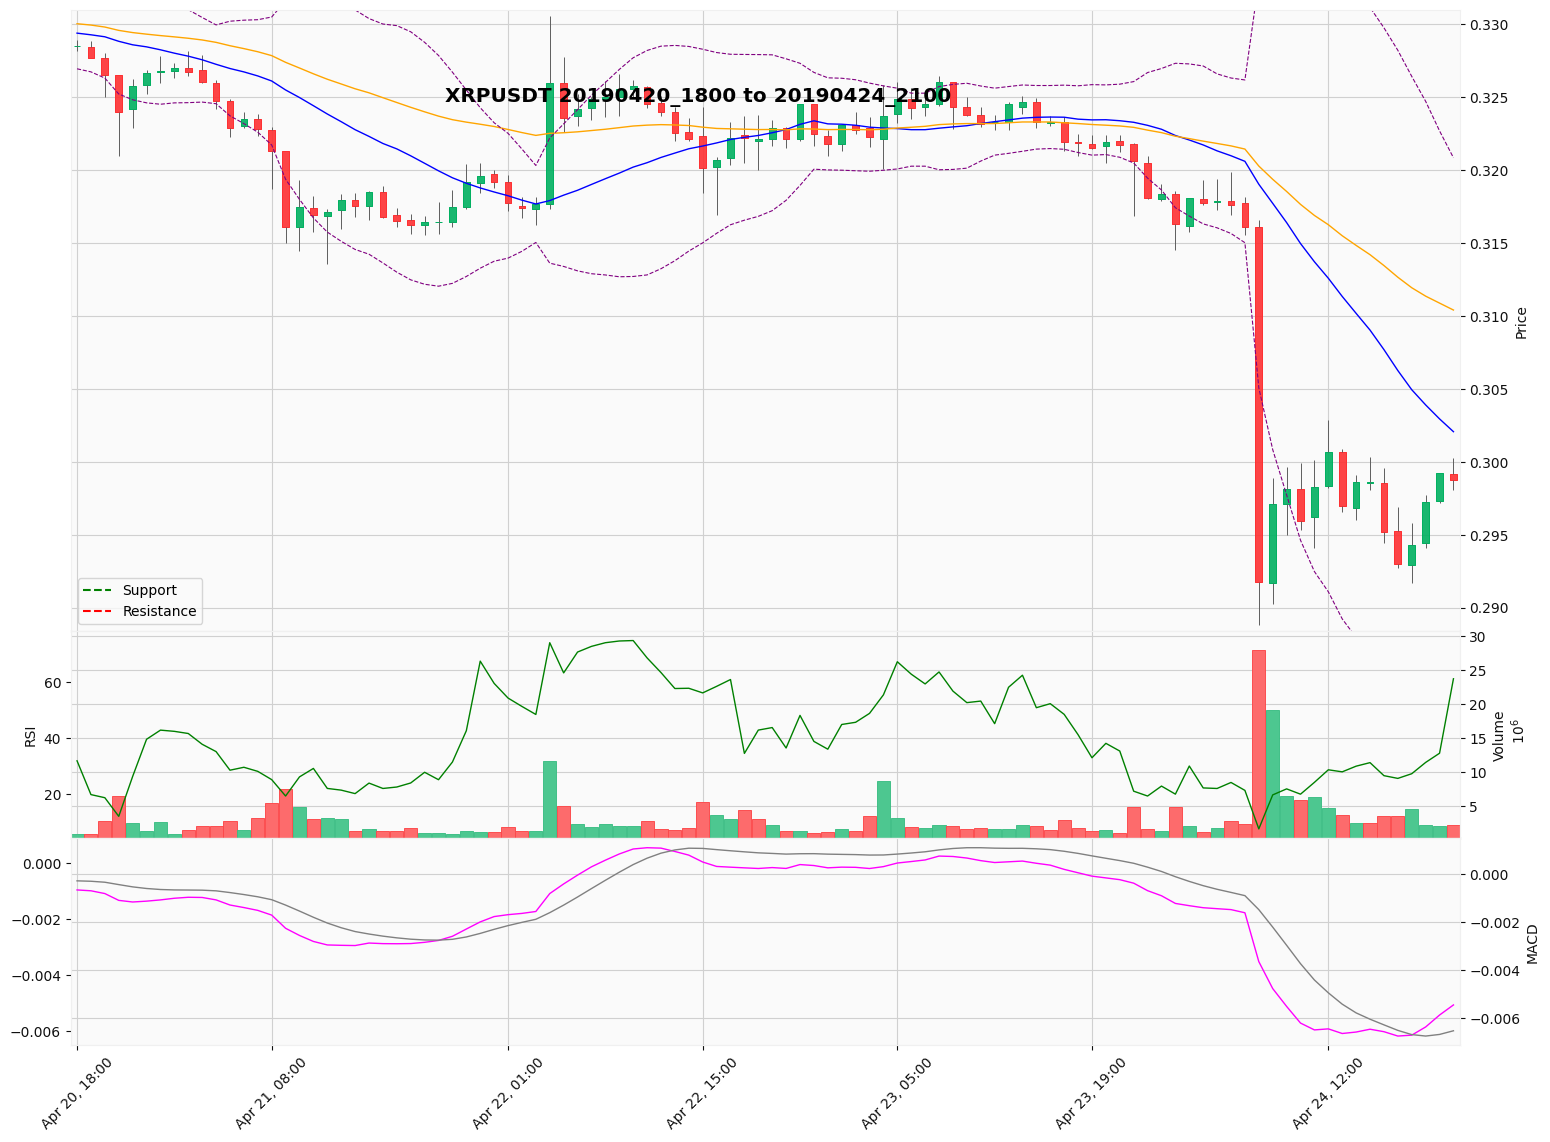 XRPUSDT 20190420_1800 to 20190424_2100
0.330
0.325
0.320
0.315
0.310
0.305
0.300
0.295
0.290
Price
Support
Resistance
60
40
20
RSI
30
25
20
15
10
5
Volume
10^6
0.000
−0.002
−0.004
−0.006
0.000
−0.002
−0.004
−0.006
MACD
Apr 20, 18:00
Apr 21, 08:00
Apr 22, 01:00
Apr 22, 15:00
Apr 23, 05:00
Apr 23, 19:00
Apr 24, 12:00